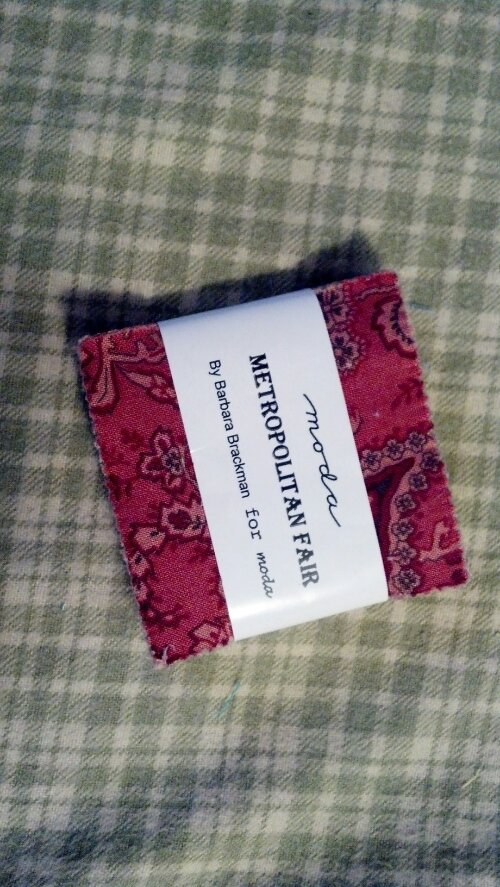 moda
METROPOLITAN FAIR
By Barbara Brackman for moda